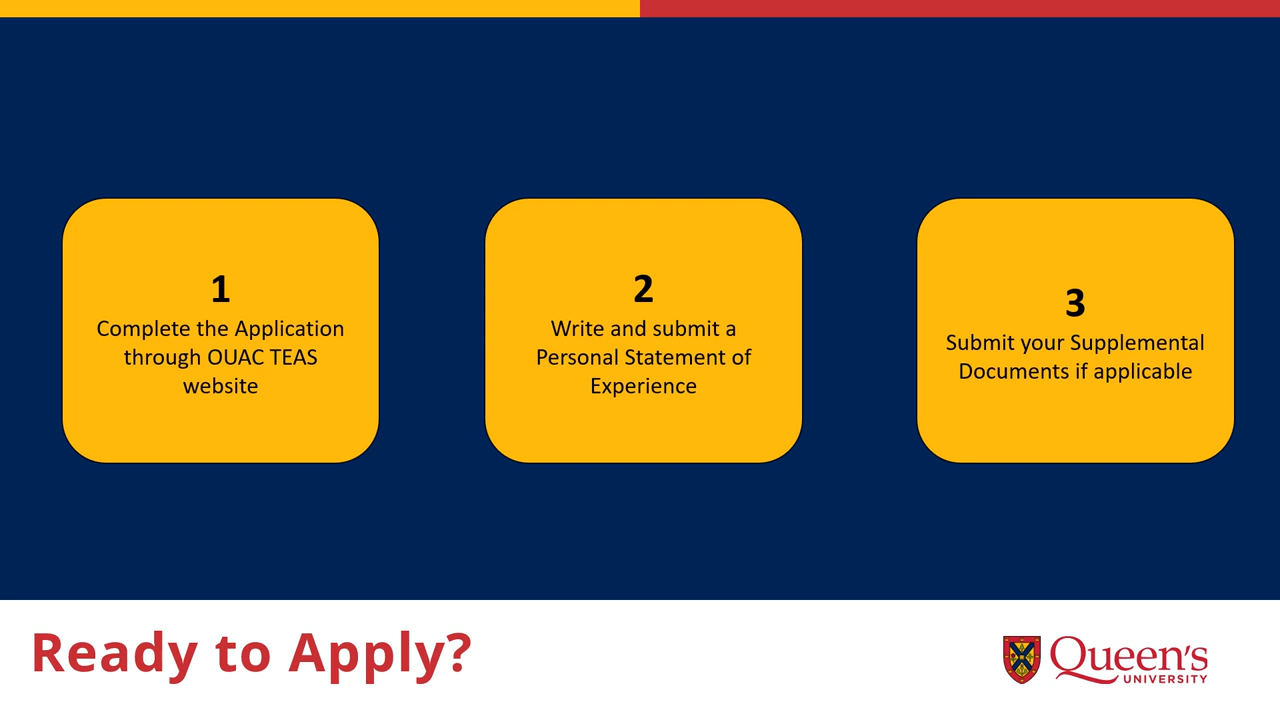 1
Complete the Application
through OUAC TEAS
website
2
Write and submit a
Personal Statement of
Experience
3
Submit your Supplemental
Documents if applicable
Ready to Apply?
Queen's
UNIVERSITY